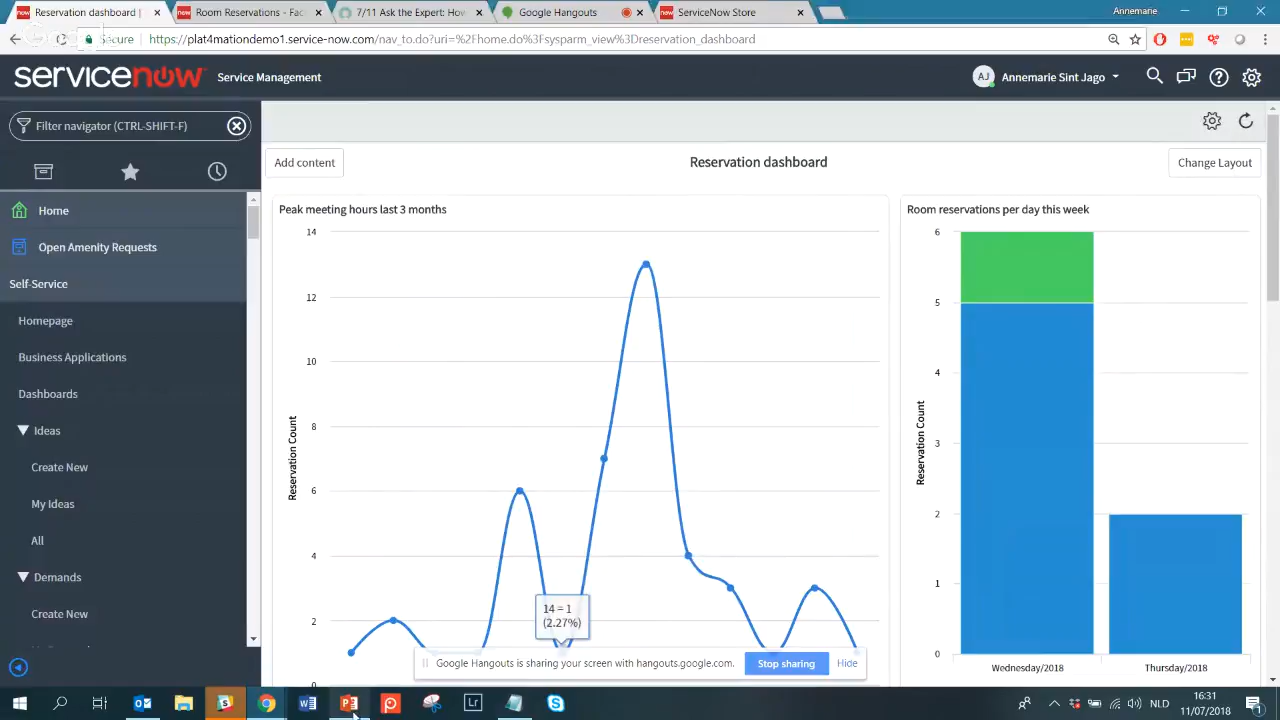 Reservation dashboard |
Room Reservations - Fac
7/11 Ask the Expert: Hov
Google Hangouts
ServiceNow Store
Annemarie
Secure
https://plat4mationdemo1.service-now.com/nav_to.do?uri=%2Fhome.do%3Fsysparm_view%3Dreservation_dashboard
servicenow
Service Management
AJ
Annemarie Sint Jago
Filter navigator (CTRL-SHIFT-F)
Home
Open Amenity Requests
Self-Service
Homepage
Business Applications
Dashboards
Ideas
Create New
My Ideas
All
Demands
Create New
Add content
Reservation dashboard
Change Layout
Peak meeting hours last 3 months
14
12
10
8
6
4
2
0
Reservation Count
14 = 1
(2.27%)
Room reservations per day this week
6
5
4
3
2
1
0
Reservation Count
Wednesday/2018
Thursday/2018
Google Hangouts is sharing your screen with hangouts.google.com.
Stop sharing
Hide
NLD
16:31
11/07/2018
1